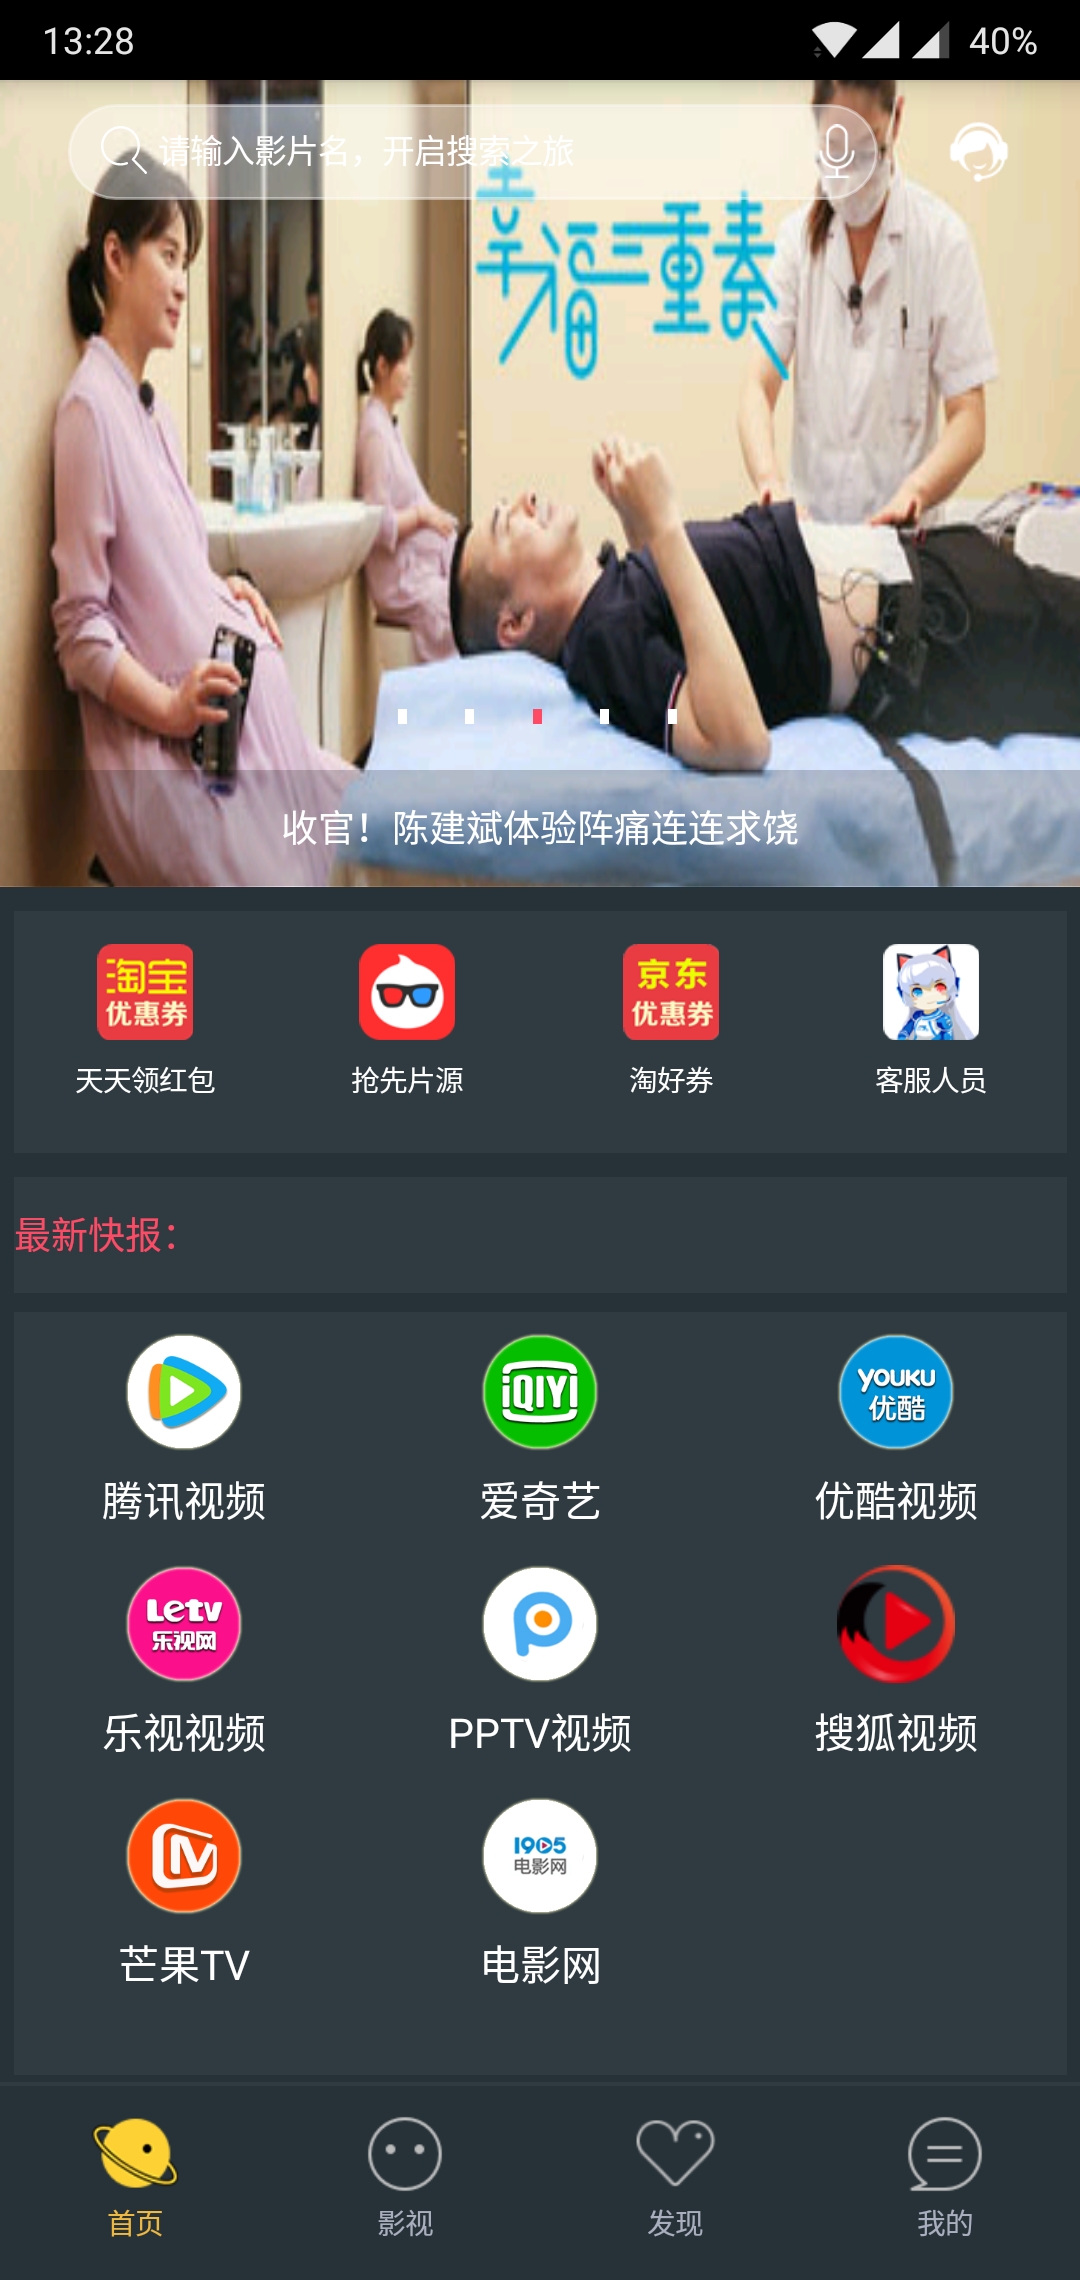 13:28
40%
请输入影片名，开启搜索之旅
幸福三重奏
收官！陈建斌体验阵痛连连求饶
淘宝
优惠券
京东
优惠券
天天领红包
抢先片源
淘好券
客服人员
最新快报：
iQIYI
YOUKU
优酷
腾讯视频
爱奇艺
优酷视频
Letv
乐视网
乐视视频
PPTV视频
搜狐视频
1905
电影网
芒果TV
电影网
首页
影视
发现
我的